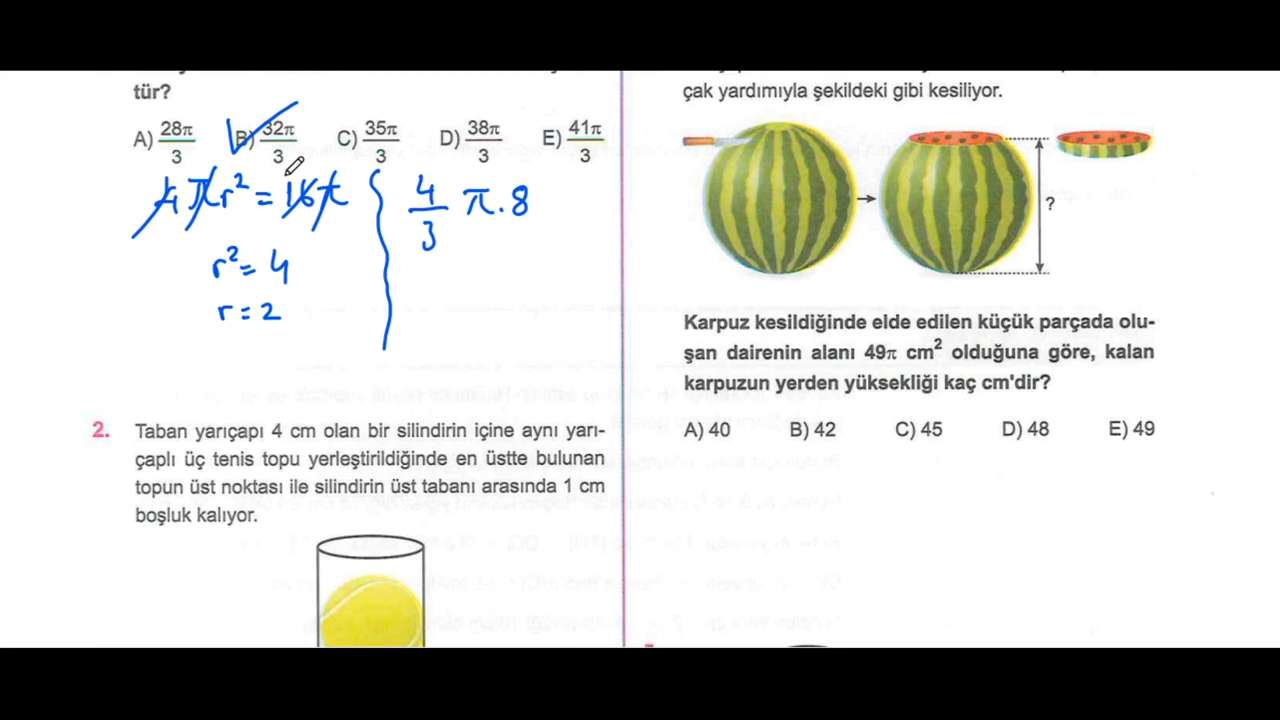 tür?
A) 28π/3 B) 32π/3 C) 35π/3 D) 38π/3 E) 41π/3
4πr² = 16π
r² = 4
r = 2
4/3 π.8
2. Taban yarıçapı 4 cm olan bir silindirin içine aynı yarı-
çaplı üç tenis topu yerleştirildiğinde en üstte bulunan
topun üst noktası ile silindirin üst tabanı arasında 1 cm
boşluk kalıyor.
çak yardımıyla şekildeki gibi kesiliyor.
?
Karpuz kesildiğinde elde edilen küçük parçada olu-
şan dairenin alanı 49π cm² olduğuna göre, kalan
karpuzun yerden yüksekliği kaç cm'dir?
A) 40 B) 42 C) 45 D) 48 E) 49